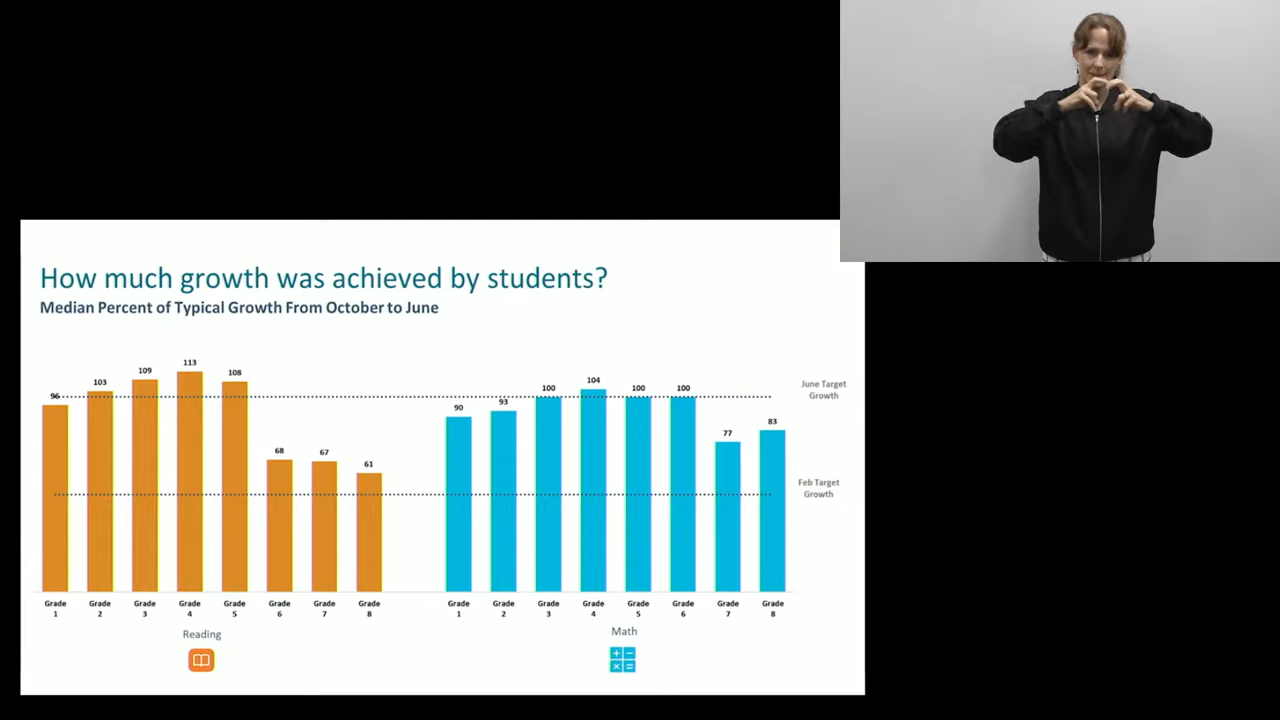 How much growth was achieved by students?
Median Percent of Typical Growth From October to June
96
103
109
113
108
68
67
61
90
93
100
104
100
100
77
83
June Target
Growth
Feb Target
Growth
Grade
1
Grade
2
Grade
3
Grade
4
Grade
5
Grade
6
Grade
7
Grade
8
Grade
1
Grade
2
Grade
3
Grade
4
Grade
5
Grade
6
Grade
7
Grade
8
Reading
Math